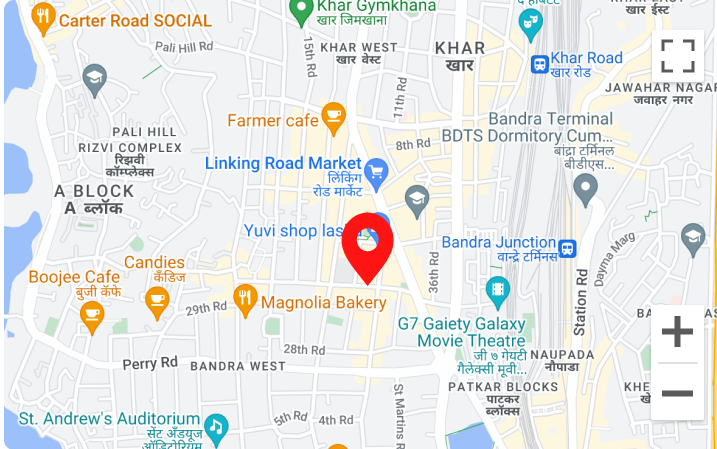 Khar Gymkhana
खार जिमखाना
Carter Road SOCIAL
Pali Hill Rd
15th Rd
KHAR WEST
खार वेस्ट
KHAR
खार
खार ईस्ट
Khar Road
खार रोड
JAWAHAR NAGAR
जवाहर नगर
11th Rd
Farmer cafe
8th Rd
Bandra Terminal
BDTS Dormitory Cum...
बांद्रा टर्मिनल
बीडीएस...
PALI HILL
RIZVI COMPLEX
रिझवी
कॉम्प्लेक्स
Linking Road Market
लिंकिंग
रोड मार्केट
A BLOCK
A ब्लॉक
Yuvi shop
Bandra Junction
वान्द्रे टर्मिनस
36th Rd
Dayma Marg
Station Rd
Candies
कँडिज
Boojee Cafe
बुजी कॅफे
29th Rd
Magnolia Bakery
G7 Gaiety Galaxy
Movie Theatre
जी ७ गेयटी
गैलेक्सी मूवी...
28th Rd
Perry Rd
BANDRA WEST
NAUPADA
नौपाडा
PATKAR BLOCKS
पाटकर
ब्लॉक्स
St Martins R
5th Rd
4th Rd
St. Andrew's Auditorium
सेंट अँड्यूज
ऑडिटोरियम